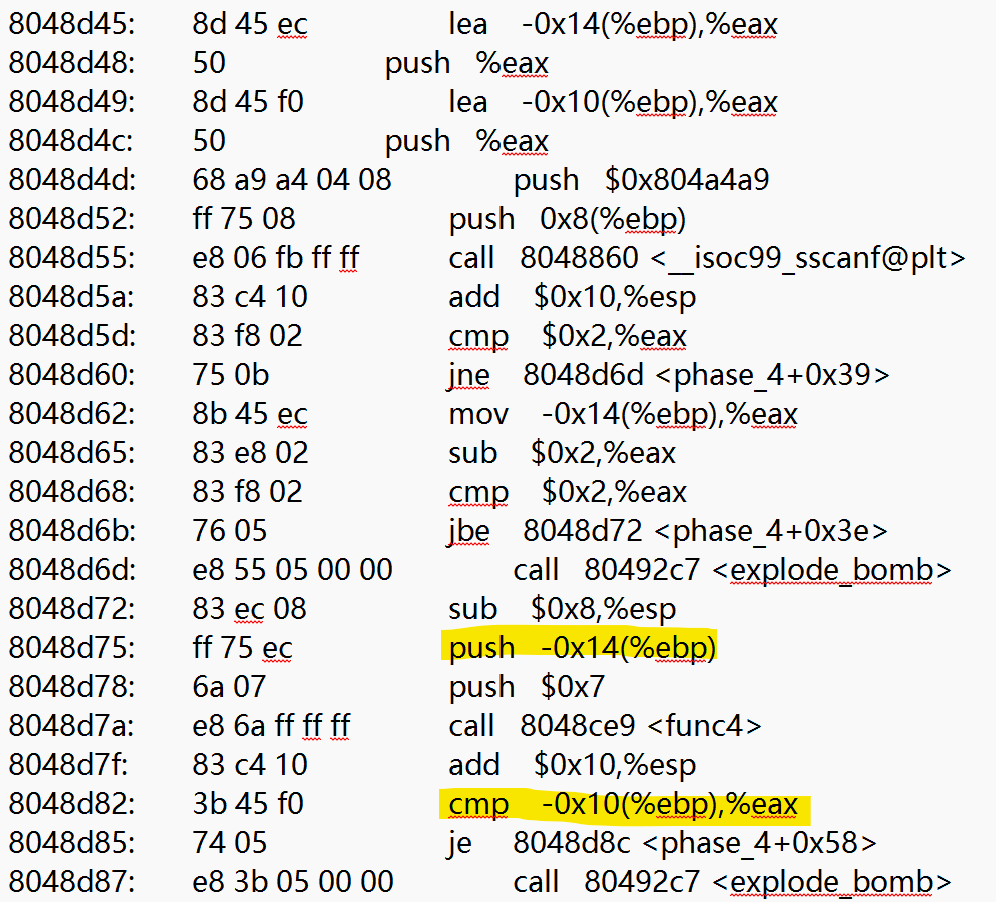 8048d45: 8d 45 ec lea -0x14(%ebp),%eax
8048d48: 50 push %eax
8048d49: 8d 45 f0 lea -0x10(%ebp),%eax
8048d4c: 50 push %eax
8048d4d: 68 a9 a4 04 08 push $0x804a4a9
8048d52: ff 75 08 push 0x8(%ebp)
8048d55: e8 06 fb ff ff call 8048860 <__isoc99_sscanf@plt>
8048d5a: 83 c4 10 add $0x10,%esp
8048d5d: 83 f8 02 cmp $0x2,%eax
8048d60: 75 0b jne 8048d6d <phase_4+0x39>
8048d62: 8b 45 ec mov -0x14(%ebp),%eax
8048d65: 83 e8 02 sub $0x2,%eax
8048d68: 83 f8 02 cmp $0x2,%eax
8048d6b: 76 05 jbe 8048d72 <phase_4+0x3e>
8048d6d: e8 55 05 00 00 call 80492c7 <explode_bomb>
8048d72: 83 ec 08 sub $0x8,%esp
8048d75: ff 75 ec push -0x14(%ebp)
8048d78: 6a 07 push $0x7
8048d7a: e8 6a ff ff ff call 8048ce9 <func4>
8048d7f: 83 c4 10 add $0x10,%esp
8048d82: 3b 45 f0 cmp -0x10(%ebp),%eax
8048d85: 74 05 je 8048d8c <phase_4+0x58>
8048d87: e8 3b 05 00 00 call 80492c7 <explode_bomb>